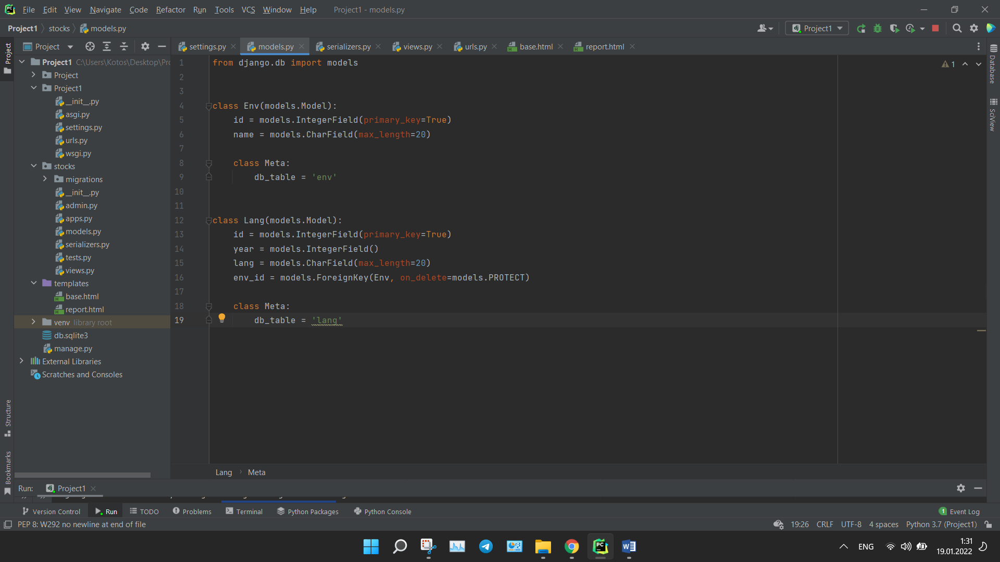 File Edit View Navigate Code Refactor Run Tools VCS Window Help Project1 - models.py
Project1 stocks models.py
Project1
Project
settings.py models.py serializers.py views.py urls.py base.html report.html
Project
Structure
Bookmarks
Project1 C:\Users\Kotos\Desktop\Pro
Project
Project1
__init__.py
asgi.py
settings.py
urls.py
wsgi.py
stocks
migrations
__init__.py
admin.py
apps.py
models.py
serializers.py
tests.py
views.py
templates
base.html
report.html
venv library root
db.sqlite3
manage.py
External Libraries
Scratches and Consoles
1 from django.db import models
2
3
4 class Env(models.Model):
5 id = models.IntegerField(primary_key=True)
6 name = models.CharField(max_length=20)
7
8 class Meta:
9 db_table = 'env'
10
11
12 class Lang(models.Model):
13 id = models.IntegerField(primary_key=True)
14 year = models.IntegerField()
15 lang = models.CharField(max_length=20)
16 env_id = models.ForeignKey(Env, on_delete=models.PROTECT)
17
18 class Meta:
19 db_table = 'lang'
1
Database
SciView
Lang Meta
Run: Project1
Version Control Run TODO Problems Terminal Python Packages Python Console 1 Event Log
PEP 8: W292 no newline at end of file 19:26 CRLF UTF-8 4 spaces Python 3.7 (Project1)
ENG 1:31
19.01.2022